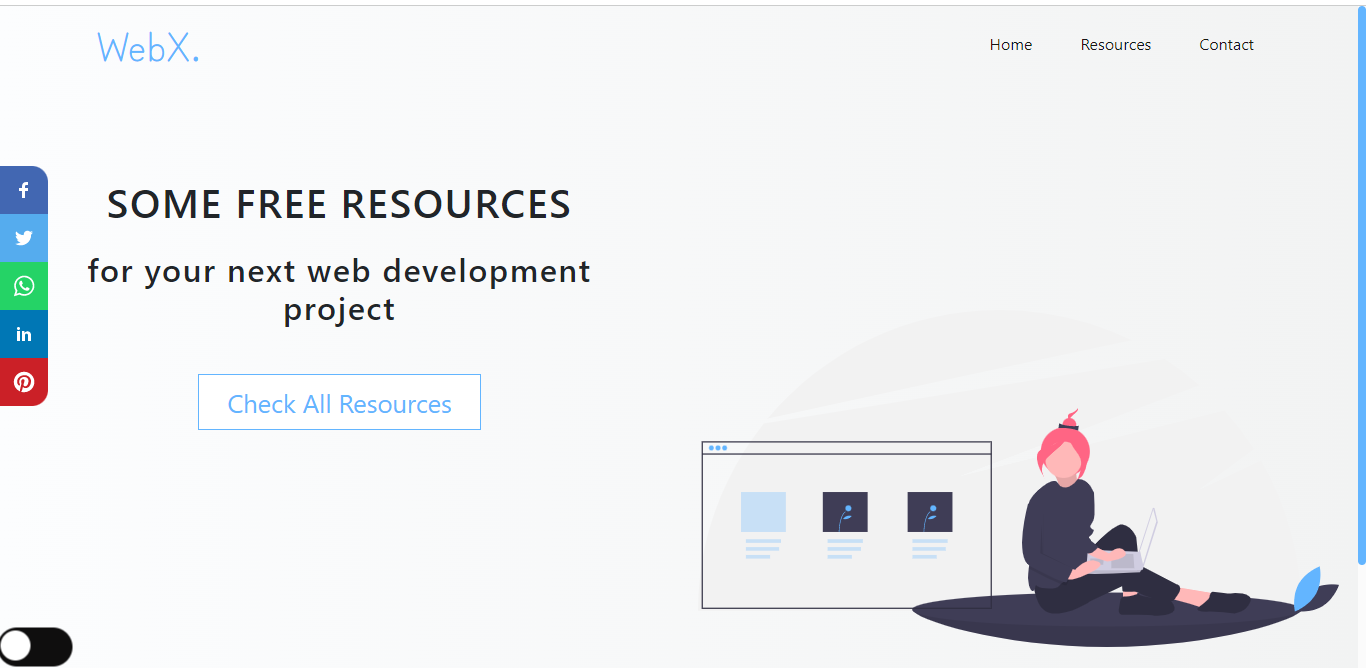 WebX.
Home
Resources
Contact
SOME FREE RESOURCES
for your next web development
project
Check All Resources